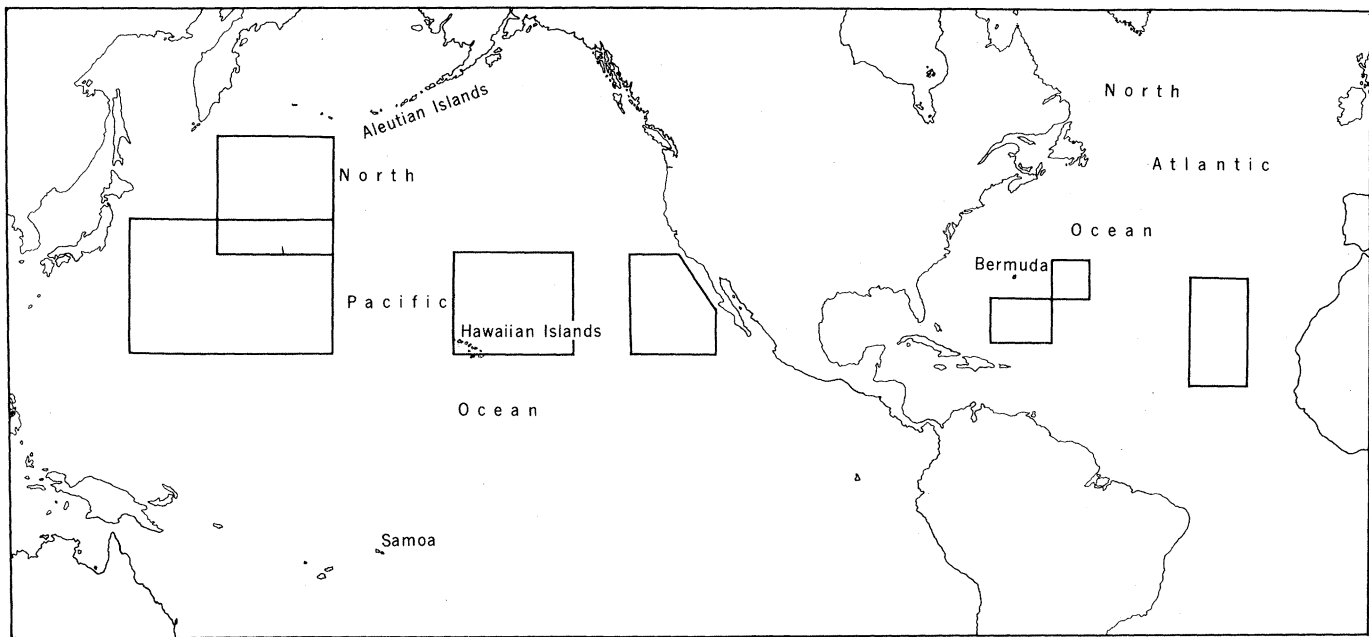 Aleutian Islands
North
Pacific
Hawaiian Islands
Ocean
Samoa
North
Atlantic
Ocean
Bermuda